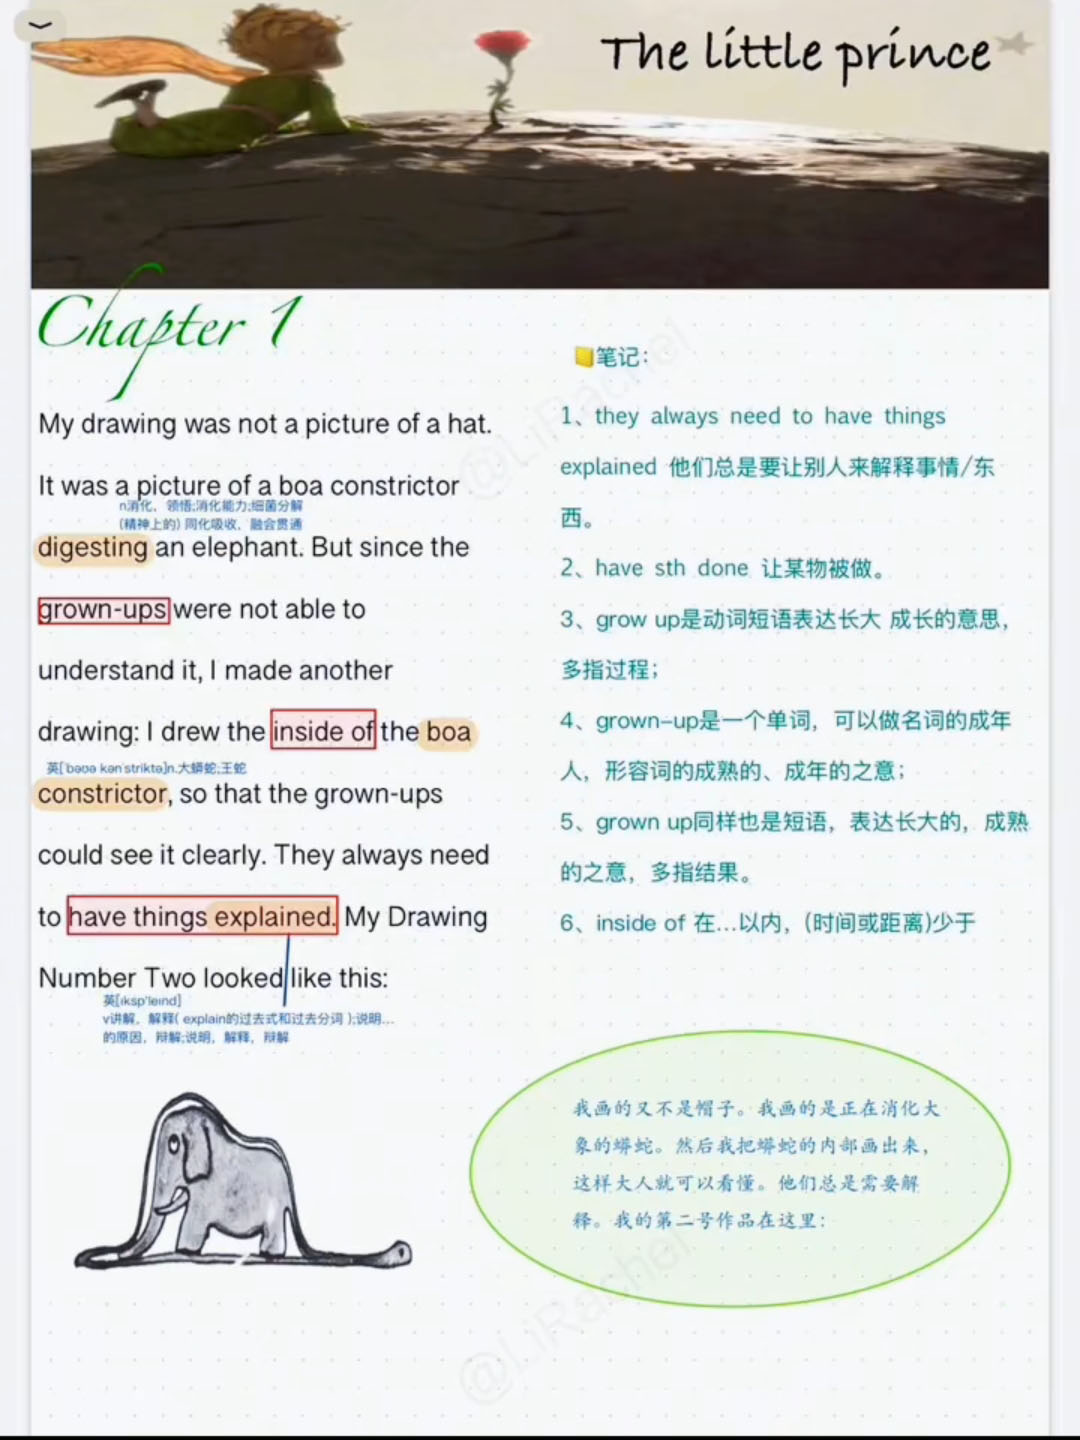 The little prince
Chapter 1
My drawing was not a picture of a hat.
It was a picture of a boa constrictor
n消化，领悟;消化能力;细菌分解
(精神上的) 同化吸收，融会贯通
digesting an elephant. But since the
grown-ups were not able to
understand it, I made another
drawing: I drew the inside of the boa
英[ˈbəʊə kənˈstrɪktə]n.大蟒蛇;王蛇
constrictor, so that the grown-ups
could see it clearly. They always need
to have things explained. My Drawing
Number Two looked like this:
英[ɪksp'leɪnd]
v讲解，解释( explain的过去式和过去分词 );说明...
的原因，辩解;说明，解释，辩解
笔记：
1、they always need to have things
explained 他们总是要让别人来解释事情/东
西。
2、have sth done 让某物被做。
3、grow up是动词短语表达长大 成长的意思，
多指过程；
4、grown-up是一个单词，可以做名词的成年
人，形容词的成熟的、成年的之意；
5、grown up同样也是短语，表达长大的，成熟
的之意，多指结果。
6、inside of 在...以内，(时间或距离)少于
我画的又不是帽子。我画的是正在消化大
象的蟒蛇。然后我把蟒蛇的内部画出来，
这样大人就可以看懂。他们总是需要解
释。我的第二号作品在这里：
@LiRachel
@LiRachel